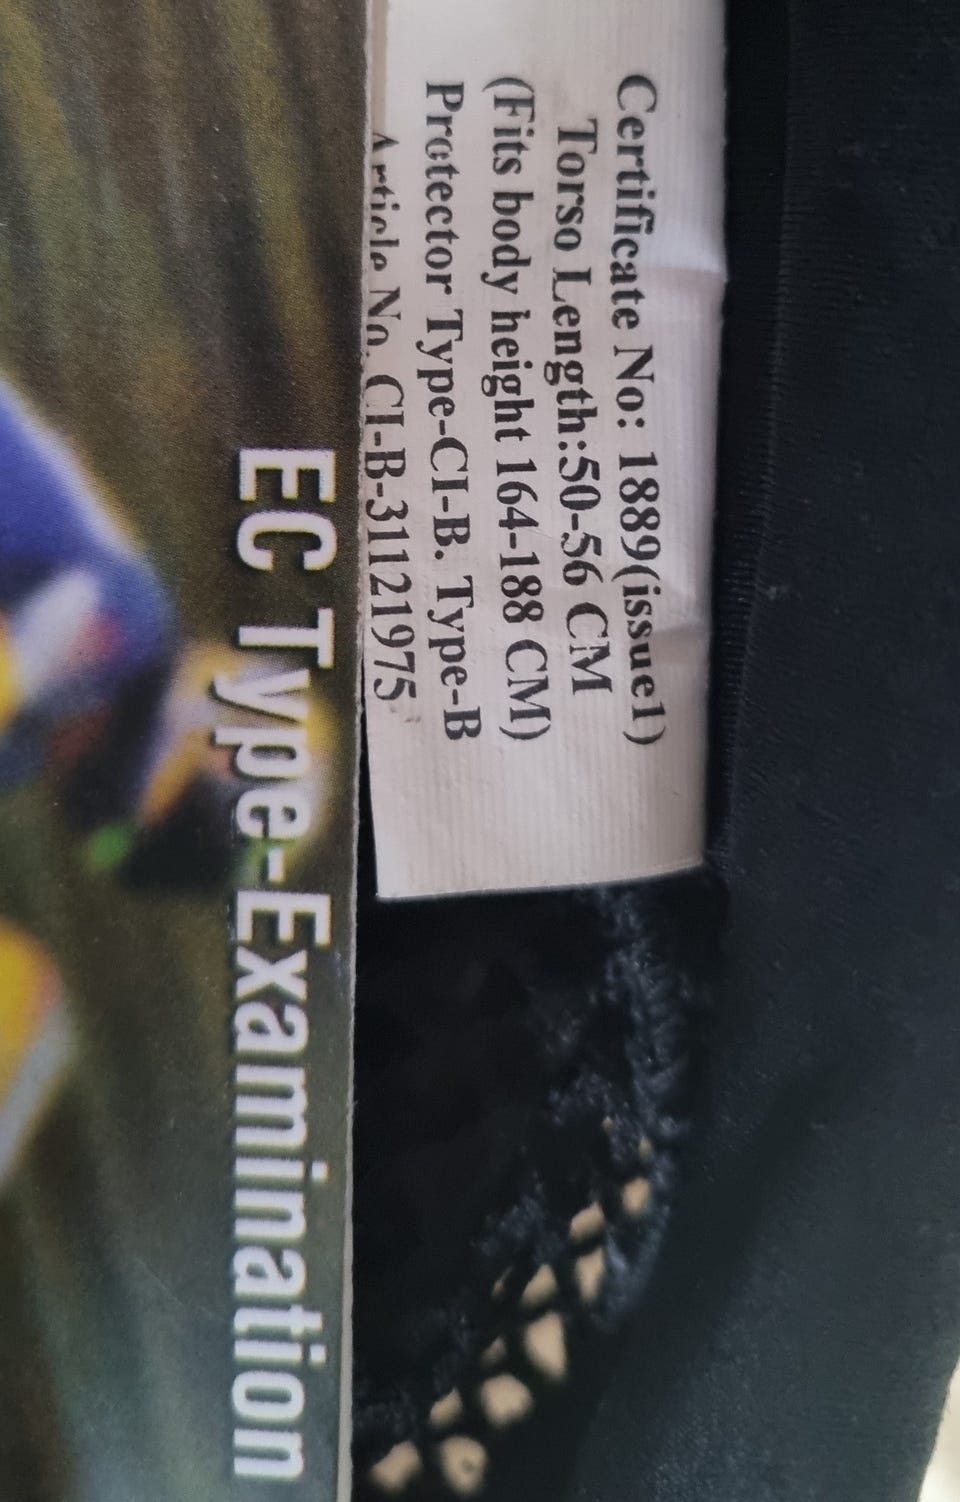 Certificate No: 1889(issue1)
Torso Length:50-56 CM
(Fits body height 164-188 CM)
Protector Type-CI-B. Type-B
Article No. CI-B-31121975
EC Type-Examination